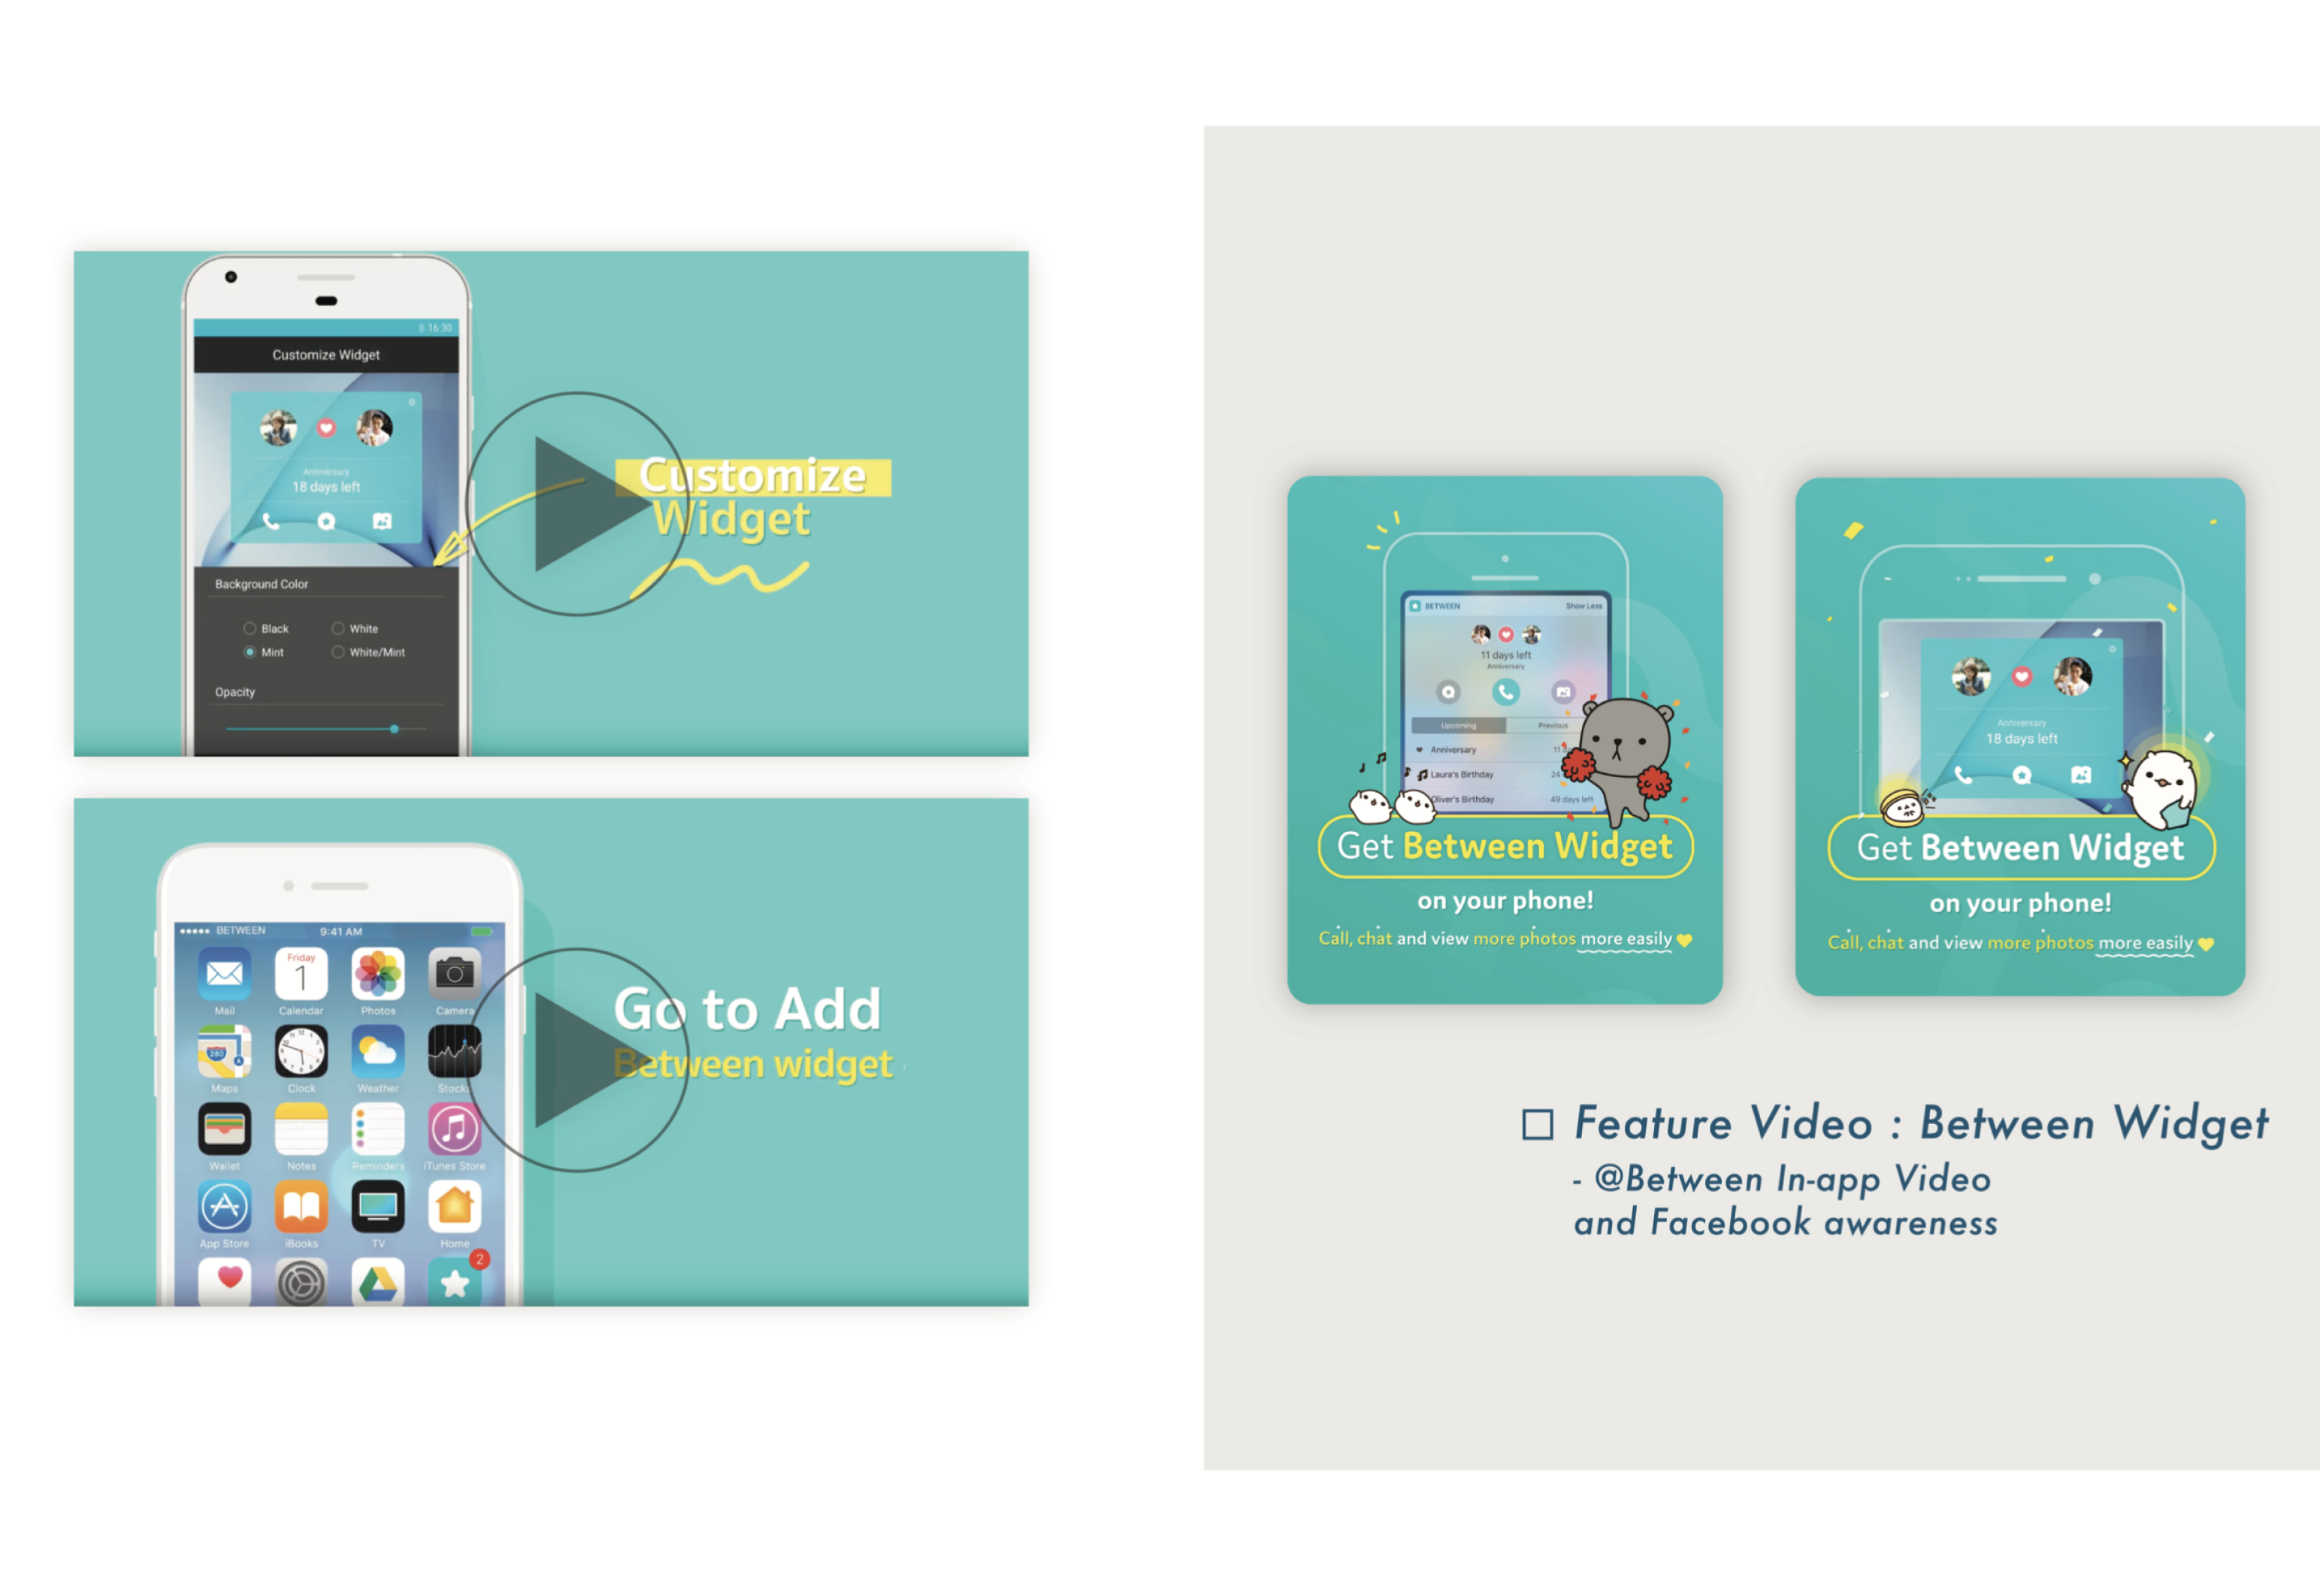 16:30
Customize Widget
Anniversary
18 days left
Background Color
Black
White
Mint
White/Mint
Opacity
Customize
Widget
BETWEEN
9:41 AM
Friday
1
Mail
Calendar
Photos
Camera
280
12
Maps
Clock
Weather
Stocks
Wallet
Notes
Reminders
iTunes Store
App Store
iBooks
TV
Home
2
Go to Add
Between widget
BETWEEN
Show Less
11 days left
Anniversary
Upcoming
Previous
Anniversary
11
Laura's Birthday
24
Oliver's Birthday
49 days left
Get Between Widget
on your phone!
Call, chat and view more photos more easily
Anniversary
18 days left
Get Between Widget
on your phone!
Call, chat and view more photos more easily
Feature Video : Between Widget
- @Between In-app Video
and Facebook awareness